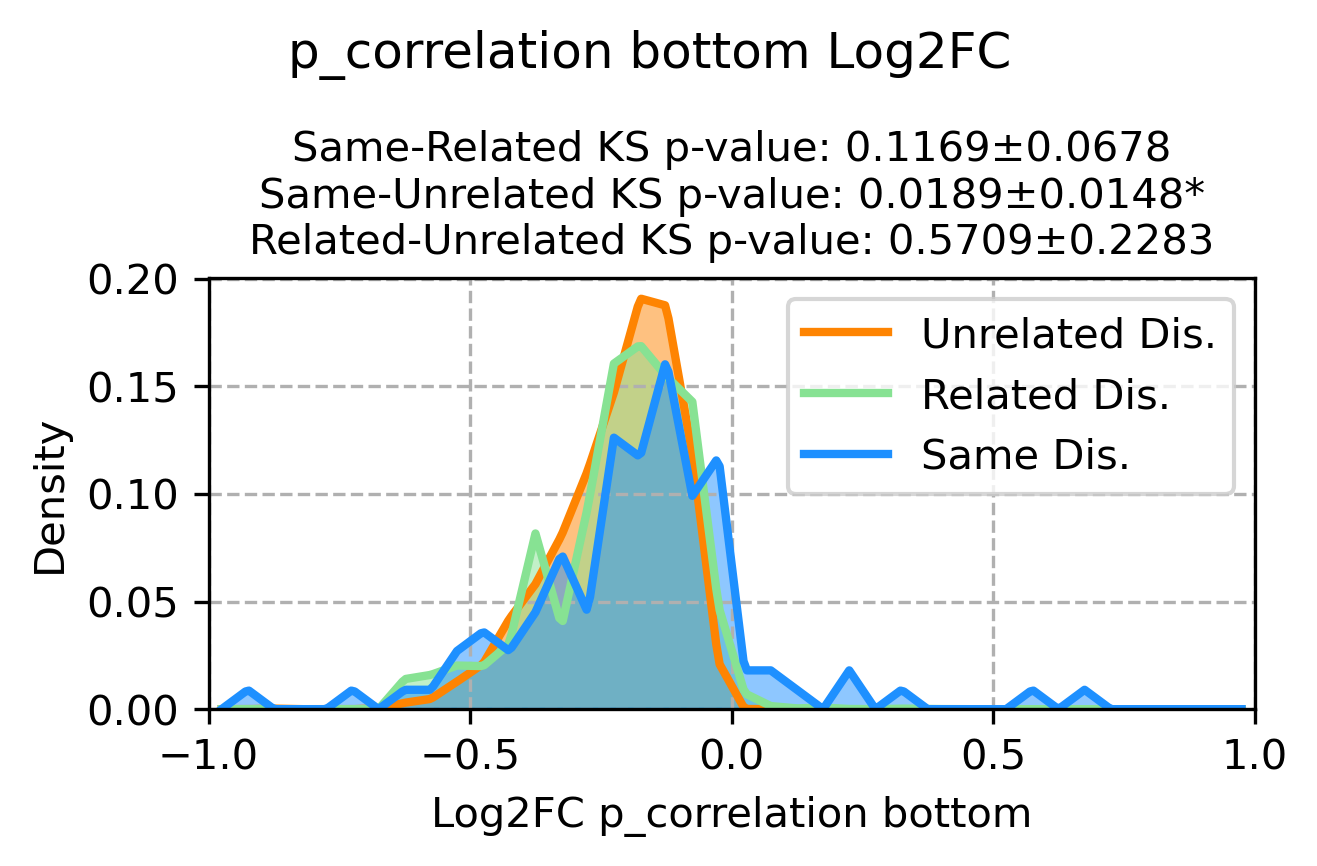 p_correlation bottom Log2FC
Same-Related KS p-value: 0.1169±0.0678
Same-Unrelated KS p-value: 0.0189±0.0148*
Related-Unrelated KS p-value: 0.5709±0.2283
0.20
0.15
0.10
0.05
0.00
Density
Unrelated Dis.
Related Dis.
Same Dis.
−1.0
−0.5
0.0
0.5
1.0
Log2FC p_correlation bottom